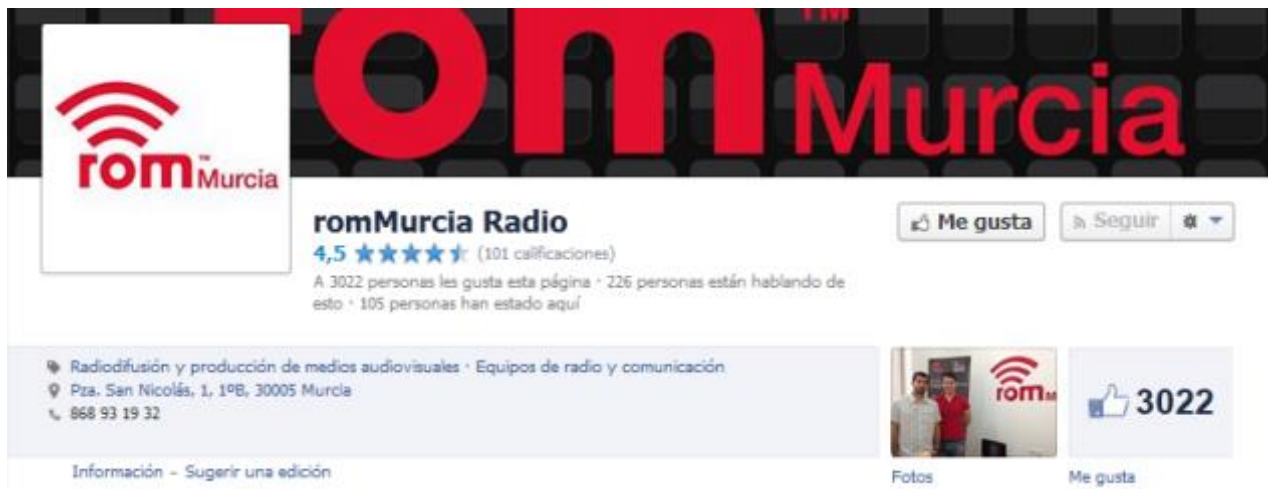 rom™ Murcia
rom™ Murcia
romMurcia Radio
Me gusta
Seguir
4,5 (101 calificaciones)
A 3022 personas les gusta esta página · 226 personas están hablando de
esto · 105 personas han estado aquí
Radiodifusión y producción de medios audiovisuales · Equipos de radio y comunicación
Pza. San Nicolás, 1, 1ºB, 30005 Murcia
868 93 19 32
rom
3022
Información - Sugerir una edición
Fotos
Me gusta